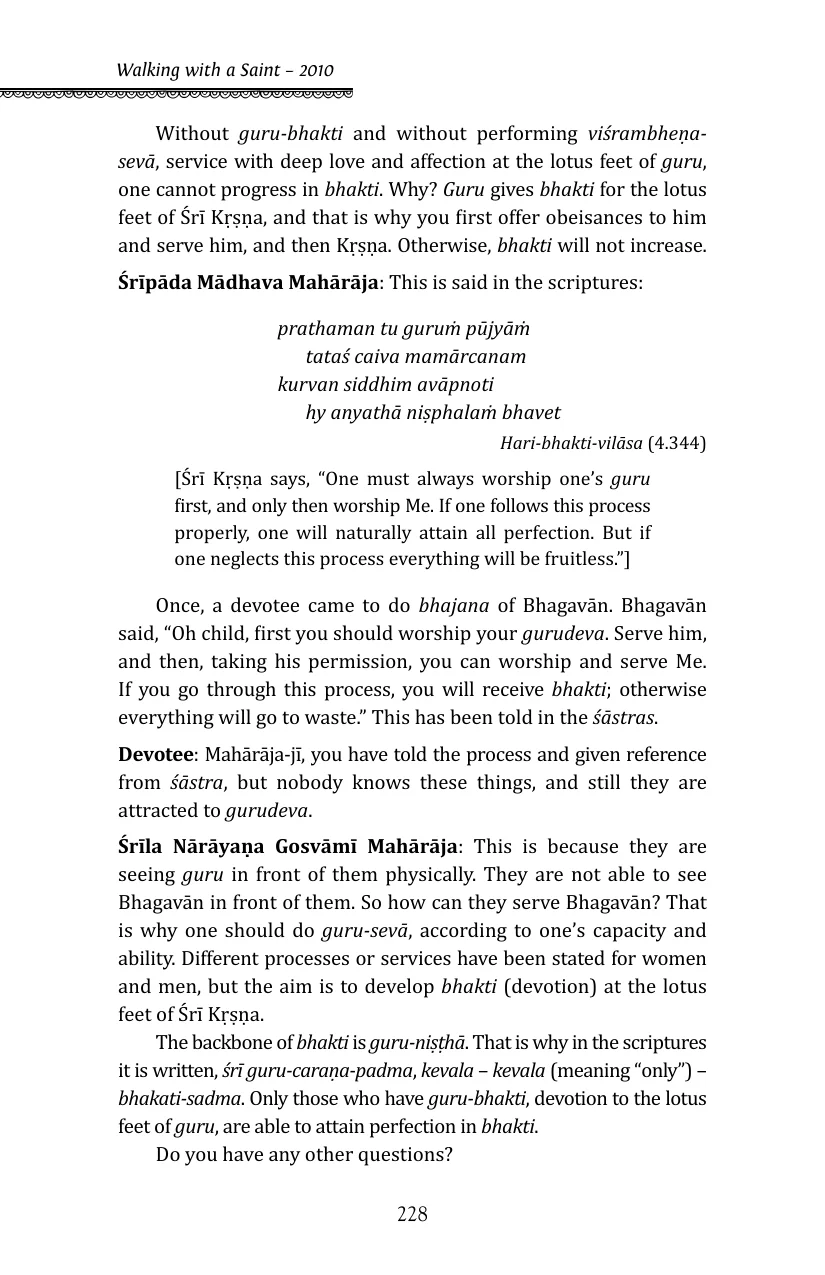 Walking with a Saint – 2010
Without guru-bhakti and without performing viśrambheṇa-
sevā, service with deep love and affection at the lotus feet of guru,
one cannot progress in bhakti. Why? Guru gives bhakti for the lotus
feet of Śrī Kṛṣṇa, and that is why you first offer obeisances to him
and serve him, and then Kṛṣṇa. Otherwise, bhakti will not increase.
Śrīpāda Mādhava Mahārāja: This is said in the scriptures:
prathaman tu guruṁ pūjyāṁ
tataś caiva mamārcanam
kurvan siddhim avāpnoti
hy anyathā niṣphalaṁ bhavet
Hari-bhakti-vilāsa (4.344)
[Śrī Kṛṣṇa says, “One must always worship one’s guru
first, and only then worship Me. If one follows this process
properly, one will naturally attain all perfection. But if
one neglects this process everything will be fruitless.”]
Once, a devotee came to do bhajana of Bhagavān. Bhagavān
said, “Oh child, first you should worship your gurudeva. Serve him,
and then, taking his permission, you can worship and serve Me.
If you go through this process, you will receive bhakti; otherwise
everything will go to waste.” This has been told in the śāstras.
Devotee: Mahārāja-jī, you have told the process and given reference
from śāstra, but nobody knows these things, and still they are
attracted to gurudeva.
Śrīla Nārāyaṇa Gosvāmī Mahārāja: This is because they are
seeing guru in front of them physically. They are not able to see
Bhagavān in front of them. So how can they serve Bhagavān? That
is why one should do guru-sevā, according to one’s capacity and
ability. Different processes or services have been stated for women
and men, but the aim is to develop bhakti (devotion) at the lotus
feet of Śrī Kṛṣṇa.
The backbone of bhakti is guru-niṣṭhā. That is why in the scriptures
it is written, śrī guru-caraṇa-padma, kevala – kevala (meaning “only”) –
bhakati-sadma. Only those who have guru-bhakti, devotion to the lotus
feet of guru, are able to attain perfection in bhakti.
Do you have any other questions?
228